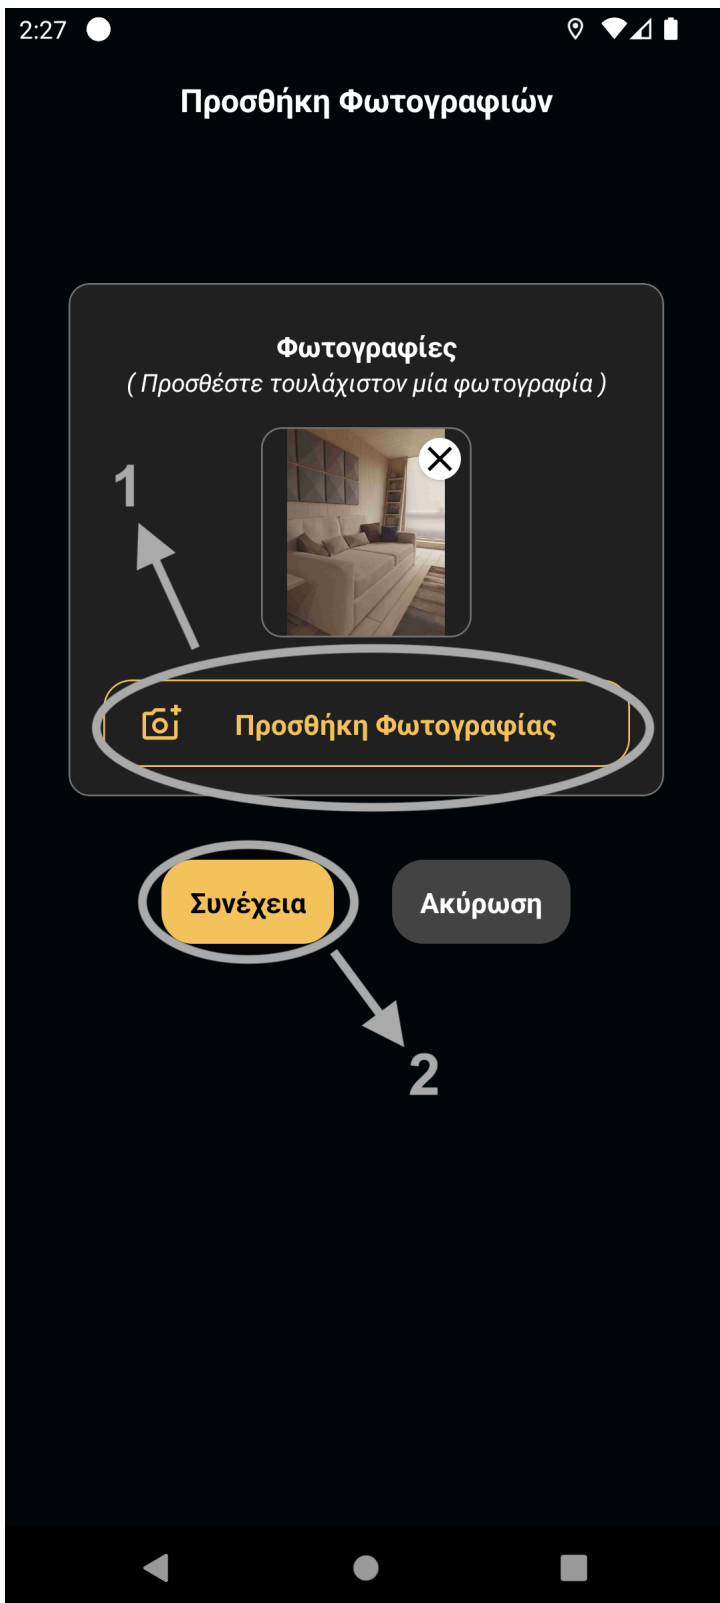 2:27
Προσθήκη Φωτογραφιών
Φωτογραφίες
( Προσθέστε τουλάχιστον μία φωτογραφία )
1
Προσθήκη Φωτογραφίας
Συνέχεια
Ακύρωση
2